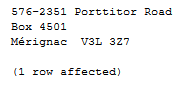 576-2351 Porttitor Road
Box 4501
Mérignac  V3L 3Z7

(1 row affected)